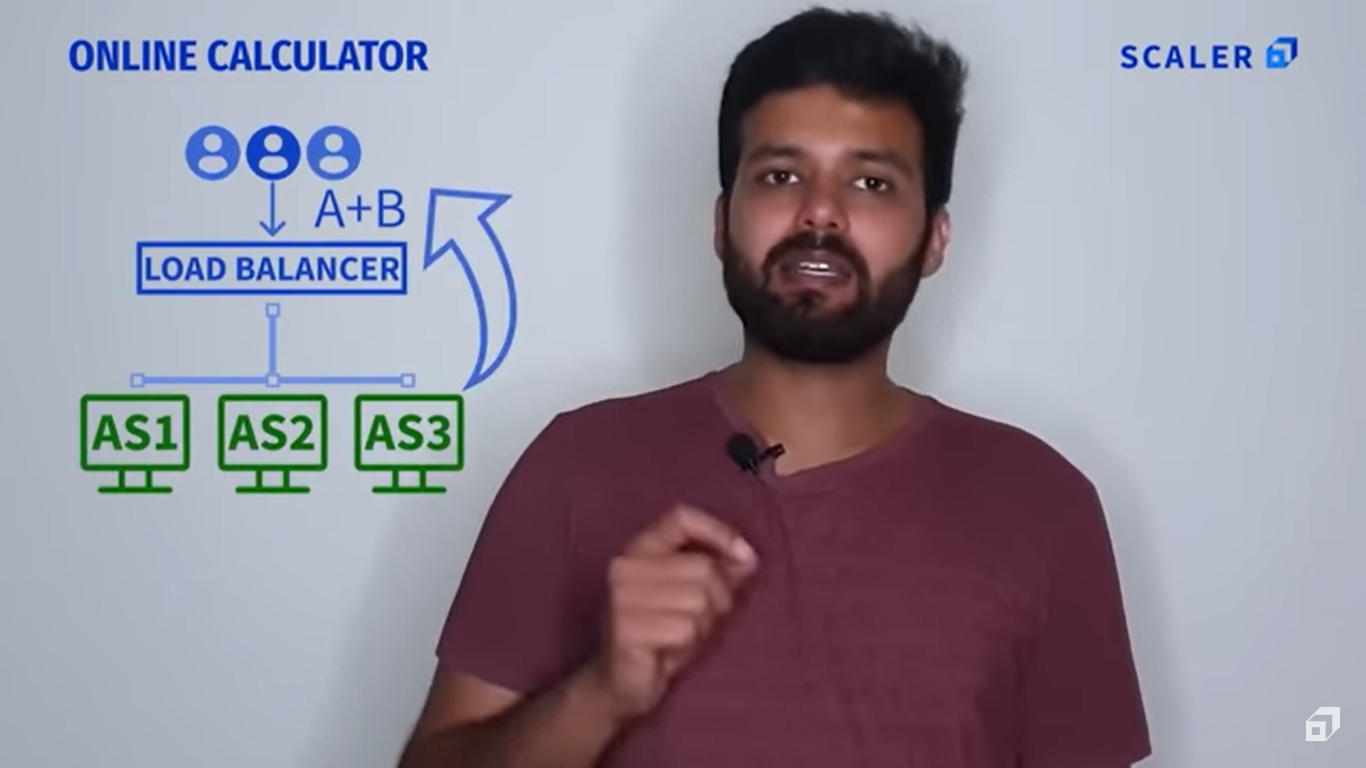 ONLINE CALCULATOR
SCALER
A+B
LOAD BALANCER
AS1 AS2 AS3